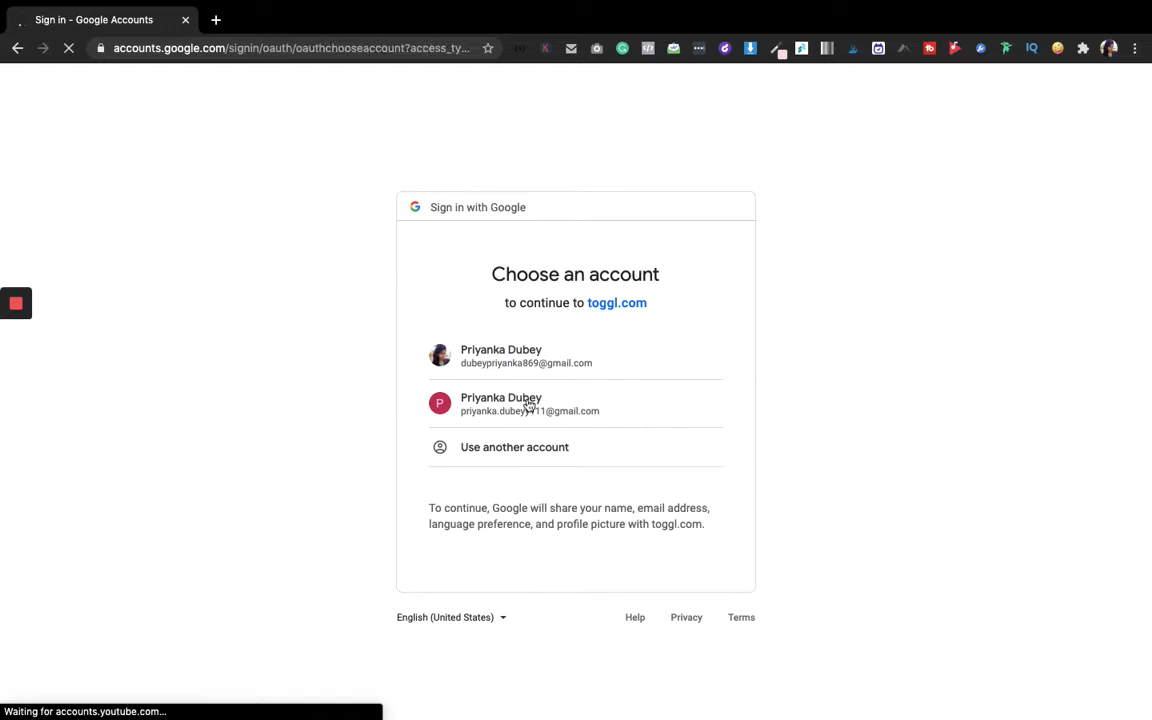 Sign in - Google Accounts
accounts.google.com/signin/oauth/oauthchooseaccount?access_ty...
IQ
Sign in with Google
Choose an account
to continue to toggl.com
Priyanka Dubey
dubeypriyanka869@gmail.com
P
Priyanka Dubey
Use another account
To continue, Google will share your name, email address,
language preference, and profile picture with toggl.com.
English (United States)
Help
Privacy
Terms
Waiting for accounts.youtube.com...